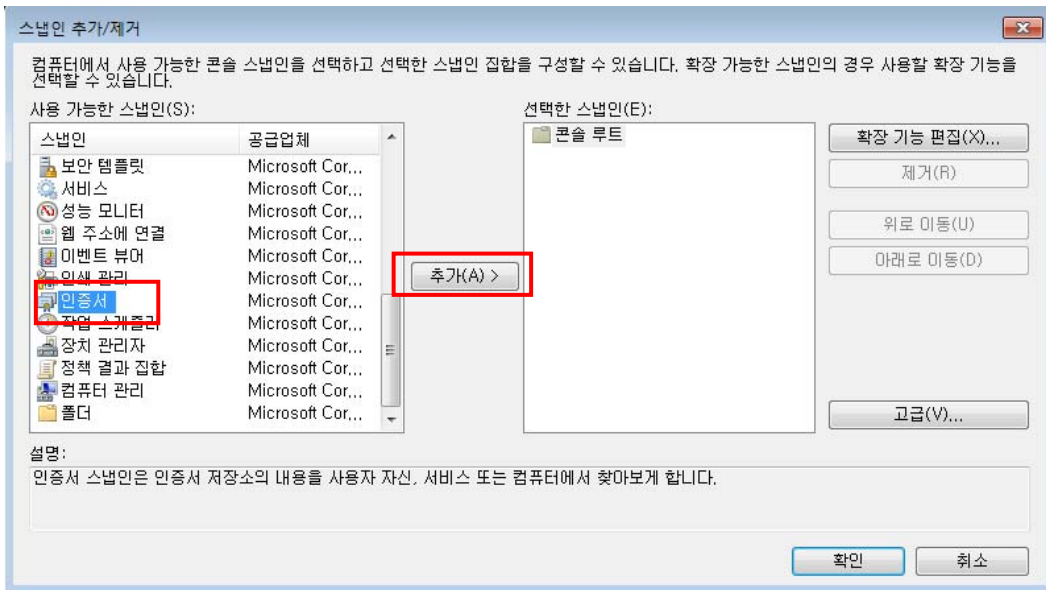 스냅인 추가/제거
컴퓨터에서 사용 가능한 콘솔 스냅인을 선택하고 선택한 스냅인 집합을 구성할 수 있습니다. 확장 가능한 스냅인의 경우 사용할 확장 기능을
선택할 수 있습니다.
사용 가능한 스냅인(S):
스냅인 공급업체
보안 템플릿 Microsoft Cor...
서비스 Microsoft Cor...
성능 모니터 Microsoft Cor...
웹 주소에 연결 Microsoft Cor...
이벤트 뷰어 Microsoft Cor...
인쇄 관리 Microsoft Cor...
인증서 Microsoft Cor...
작업 스케줄러 Microsoft Cor...
장치 관리자 Microsoft Cor...
정책 결과 집합 Microsoft Cor...
컴퓨터 관리 Microsoft Cor...
폴더 Microsoft Cor...
추가(A) >
선택한 스냅인(E):
콘솔 루트
확장 기능 편집(X)...
제거(R)
위로 이동(U)
아래로 이동(D)
고급(V)...
설명:
인증서 스냅인은 인증서 저장소의 내용을 사용자 자신, 서비스 또는 컴퓨터에서 찾아보게 합니다.
확인
취소